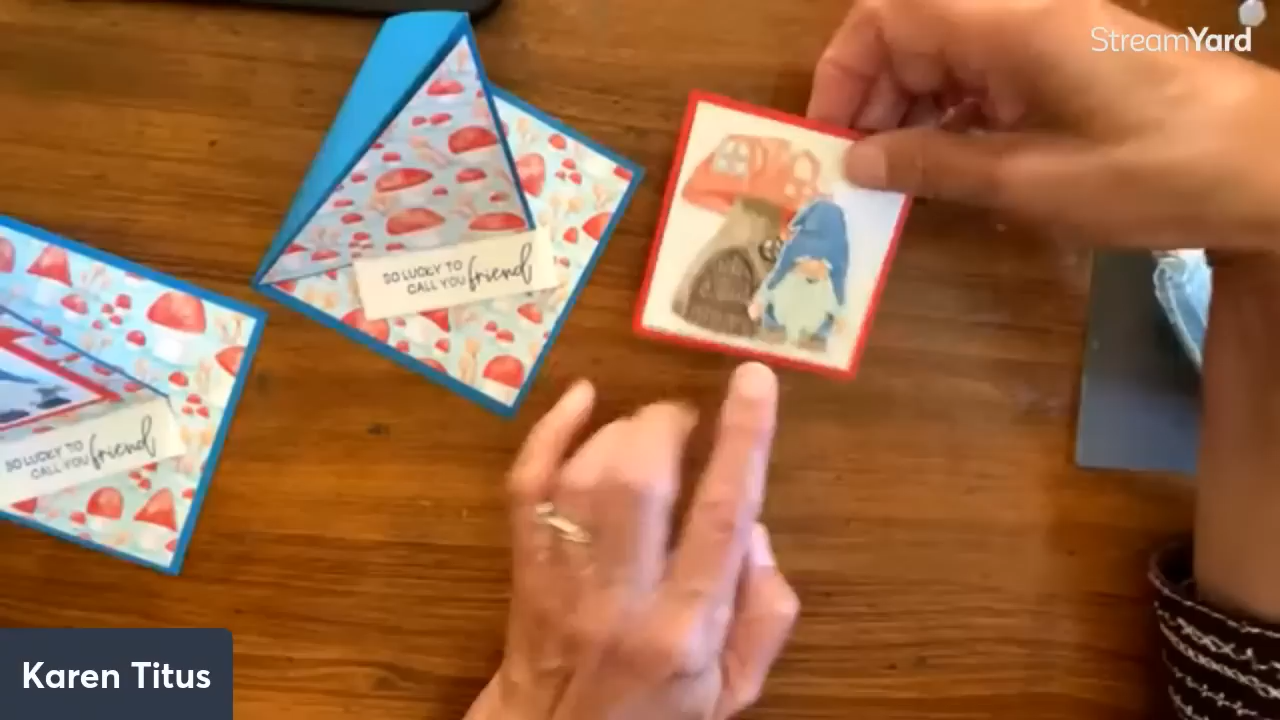 StreamYard
SO LUCKY TO
CALL YOU friend
SO LUCKY TO
CALL YOU friend
Karen Titus